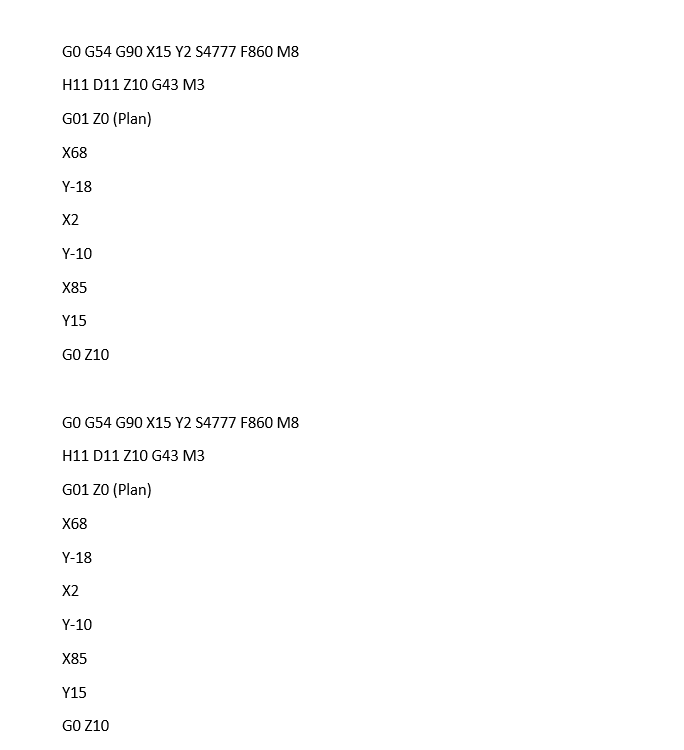 G0 G54 G90 X15 Y2 S4777 F860 M8
H11 D11 Z10 G43 M3
G01 Z0 (Plan)
X68
Y-18
X2
Y-10
X85
Y15
G0 Z10
G0 G54 G90 X15 Y2 S4777 F860 M8
H11 D11 Z10 G43 M3
G01 Z0 (Plan)
X68
Y-18
X2
Y-10
X85
Y15
G0 Z10